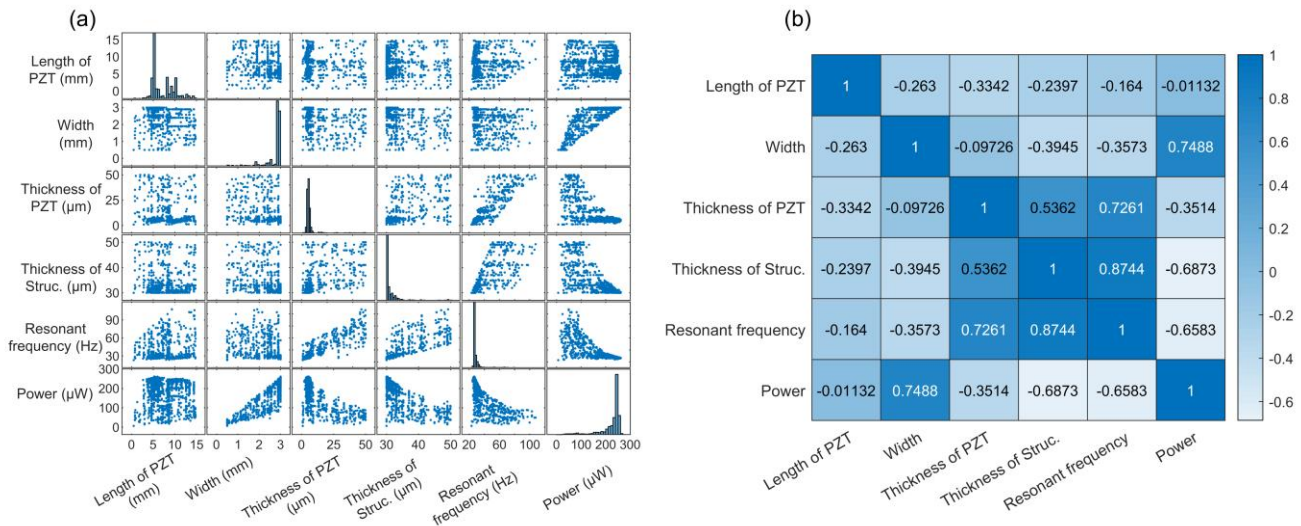 (a)
Length of
PZT (mm)
15
10
5
0
Width
(mm)
3
2
1
0
Thickness of
PZT (µm)
50
25
0
Thickness of
Struc. (µm)
50
40
30
Resonant
frequency (Hz)
110
90
60
30
Power (µW)
300
200
100
0
0 5 10 15
0 1 2 3
0 25 50
30 40 50
20 60 100
0 100 200 300
Length of PZT
(mm)
Width (mm)
Thickness of PZT
(µm)
Thickness of
Struc. (µm)
Resonant
frequency (Hz)
Power (µW)
(b)
Length of PZT 1 -0.263 -0.3342 -0.2397 -0.164 -0.01132
Width -0.263 1 -0.09726 -0.3945 -0.3573 0.7488
Thickness of PZT -0.3342 -0.09726 1 0.5362 0.7261 -0.3514
Thickness of Struc. -0.2397 -0.3945 0.5362 1 0.8744 -0.6873
Resonant frequency -0.164 -0.3573 0.7261 0.8744 1 -0.6583
Power -0.01132 0.7488 -0.3514 -0.6873 -0.6583 1
Length of PZT
Width
Thickness of PZT
Thickness of Struc.
Resonant frequency
Power
1
0.8
0.6
0.4
0.2
0
-0.2
-0.4
-0.6